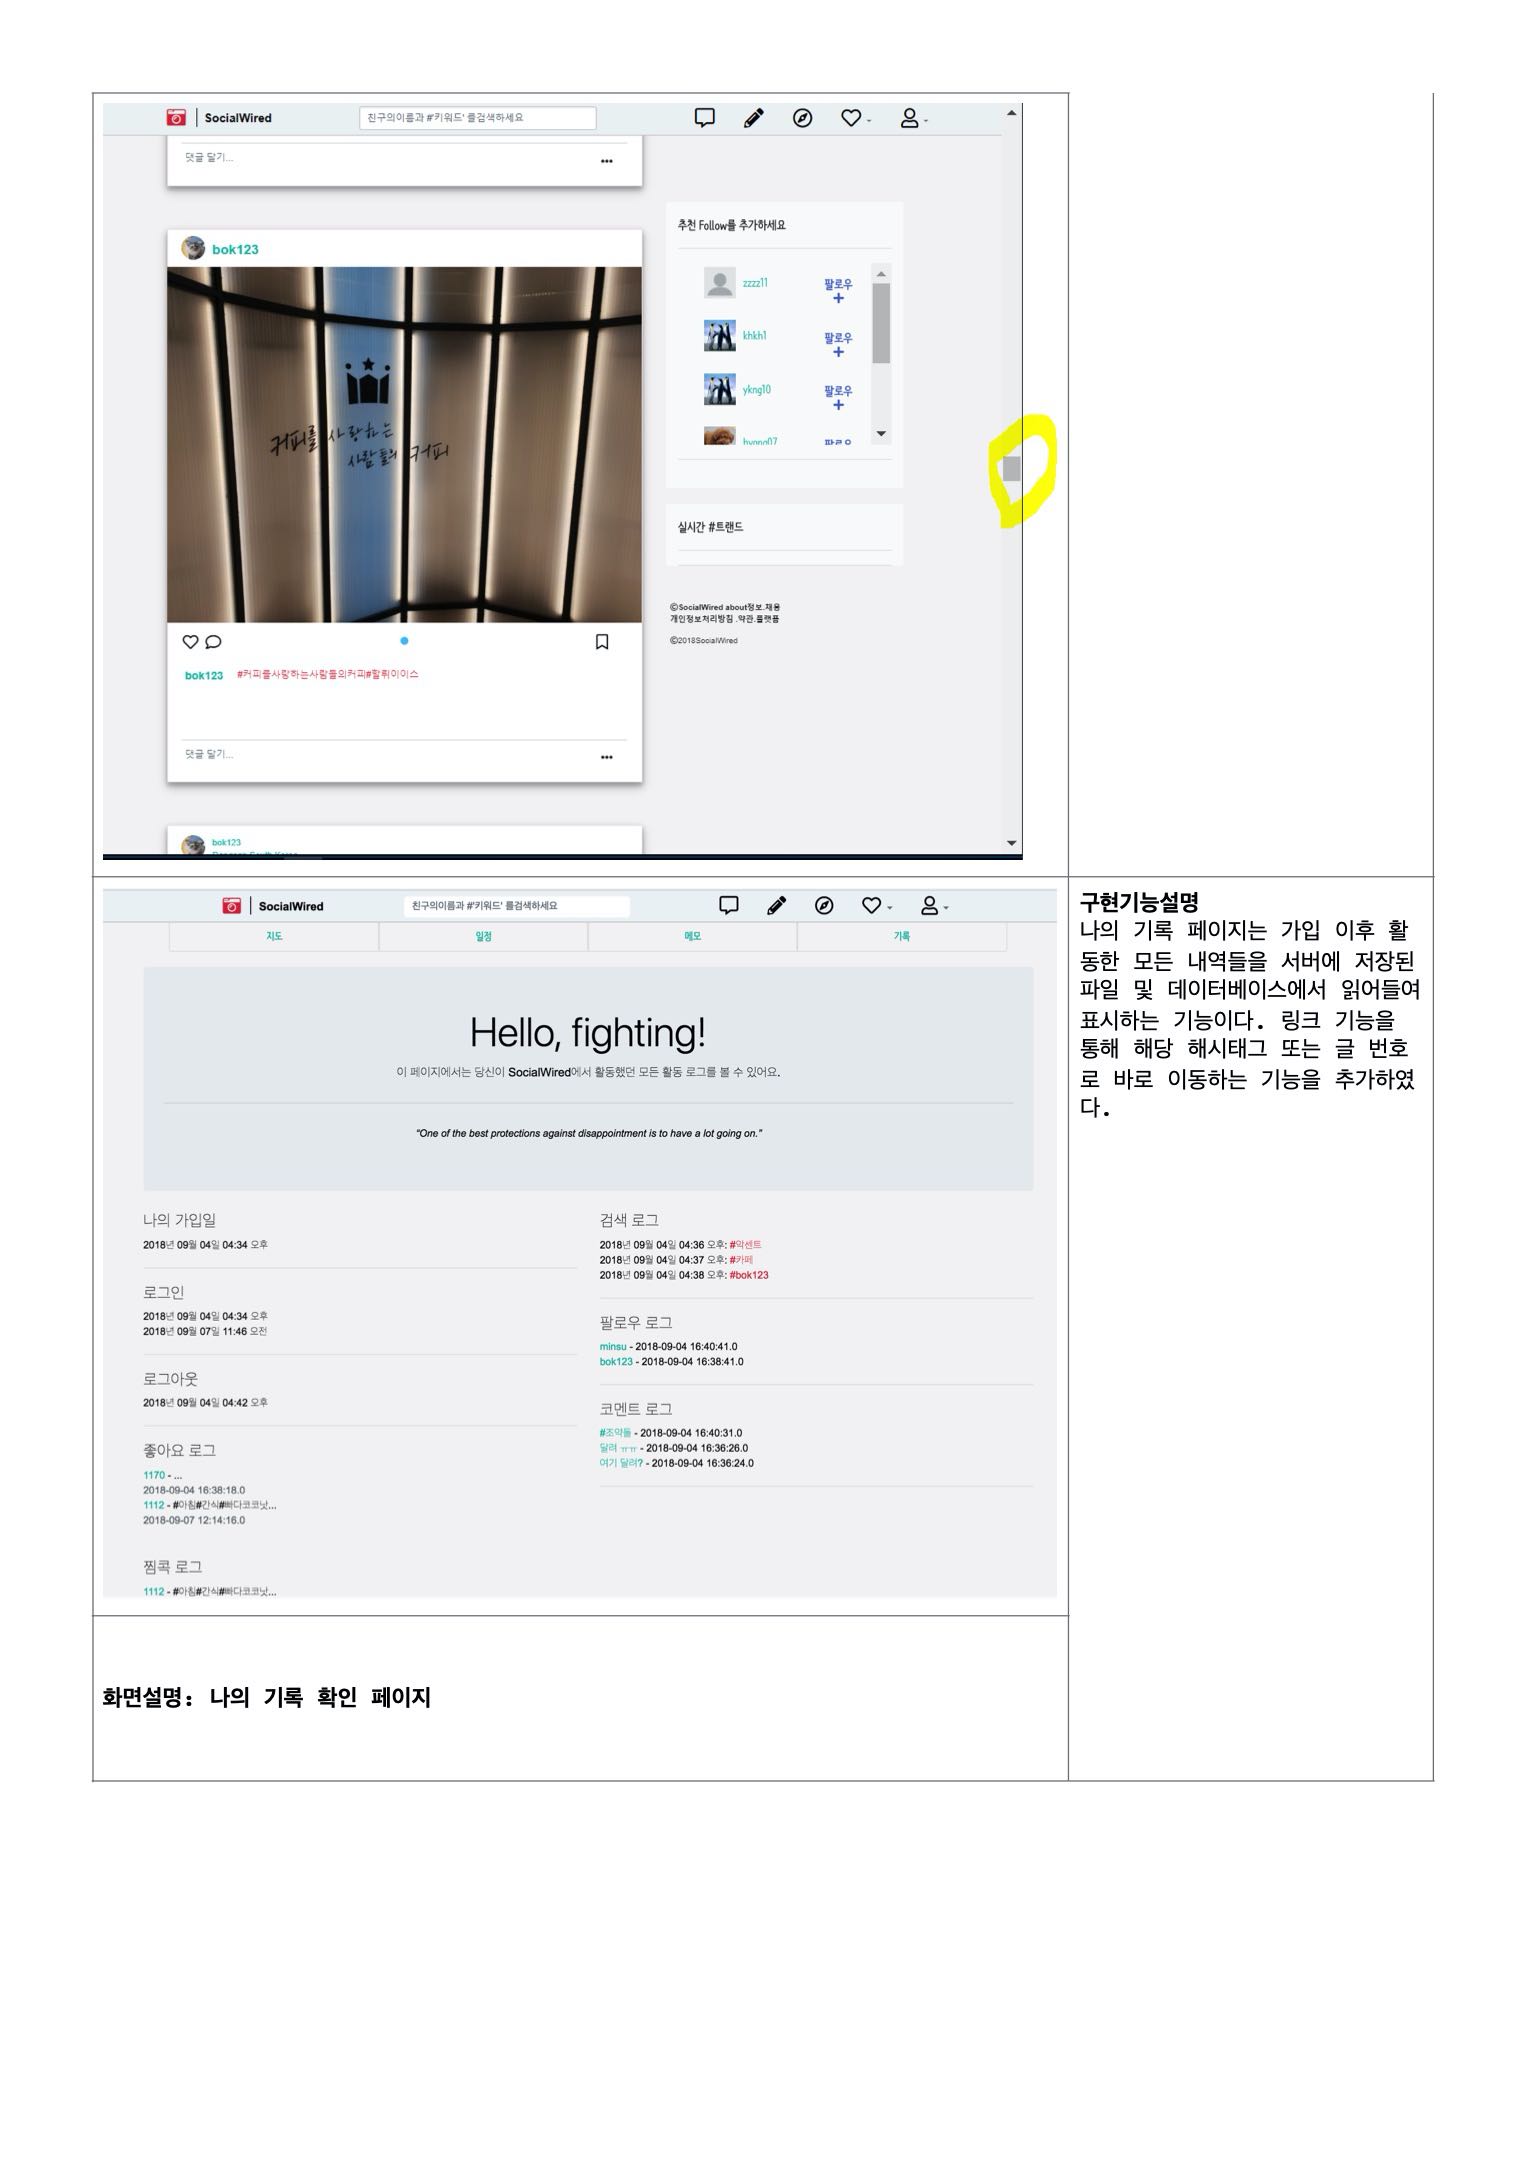 SocialWired
친구의이름과 #'키워드' 를검색하세요
댓글 달기...
추천 Follow를 추가하세요
bok123
zzzz11
팔로우
khkh1
팔로우
ykng10
팔로우
커피를 사랑하는
사람들의 커피
실시간 #트랜드
©SocialWired about정보.채용
개인정보처리방침 .약관.플랫폼
©2018SocialWired
bok123 #커피를사랑하는사람들의커피#할뤼이이스
댓글 달기...
bok123
SocialWired
친구의이름과 #'키워드' 를검색하세요
지도 일정 메모 기록
Hello, fighting!
이 페이지에서는 당신이 SocialWired에서 활동했던 모든 활동 로그를 볼 수 있어요.
“One of the best protections against disappointment is to have a lot going on.”
나의 가입일
2018년 09월 04일 04:34 오후
로그인
2018년 09월 04일 04:34 오후
2018년 09월 07일 11:46 오전
로그아웃
2018년 09월 04일 04:42 오후
좋아요 로그
1170 - ...
2018-09-04 16:38:18.0
1112 - #아침#간식#빠다코코낫...
2018-09-07 12:14:16.0
찜콕 로그
1112 - #아침#간식#빠다코코낫...
검색 로그
2018년 09월 04일 04:36 오후: #악센트
2018년 09월 04일 04:37 오후: #카페
2018년 09월 04일 04:38 오후: #bok123
팔로우 로그
minsu - 2018-09-04 16:40:41.0
bok123 - 2018-09-04 16:38:41.0
코멘트 로그
#조약돌 - 2018-09-04 16:40:31.0
달려 ㅠㅠ - 2018-09-04 16:36:26.0
여기 달려? - 2018-09-04 16:36:24.0
구현기능설명
나의 기록 페이지는 가입 이후 활
동한 모든 내역들을 서버에 저장된
파일 및 데이터베이스에서 읽어들여
표시하는 기능이다. 링크 기능을
통해 해당 해시태그 또는 글 번호
로 바로 이동하는 기능을 추가하였
다.
화면설명: 나의 기록 확인 페이지